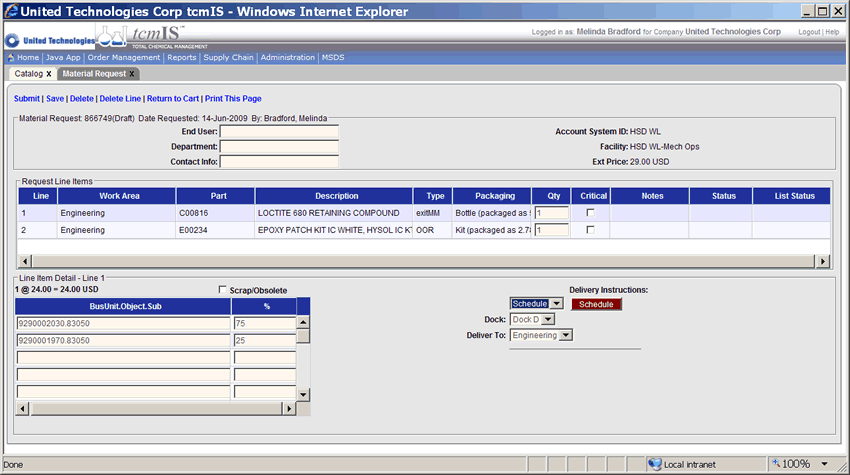 United Technologies Corp tcmIS - Windows Internet Explorer
United Technologies tcmIS™ TOTAL CHEMICAL MANAGEMENT
Logged in as: Melinda Bradford for Company United Technologies Corp Logout | Help
Home | Java App | Order Management | Reports | Supply Chain | Administration | MSDS
Catalog x Material Request x
Submit | Save | Delete | Delete Line | Return to Cart | Print This Page
Material Request: 866749(Draft) Date Requested: 14-Jun-2009 By: Bradford, Melinda
End User: Account System ID: HSD WL
Department: Facility: HSD WL-Mech Ops
Contact Info: Ext Price: 29.00 USD
Request Line Items
Line Work Area Part Description Type Packaging Qty Critical Notes Status List Status
1 Engineering C00816 LOCTITE 680 RETAINING COMPOUND exitMM Bottle (packaged as 1
2 Engineering E00234 EPOXY PATCH KIT IC WHITE, HYSOL IC OOR Kit (packaged as 2.7 1
Line Item Detail - Line 1
1 @ 24.00 = 24.00 USD Scrap/Obsolete Delivery Instructions:
BusUnit.Object.Sub % Schedule Schedule
9290002030.83050 75 Dock: Dock D
9290001970.83050 25 Deliver To: Engineering
Done Local intranet 100%